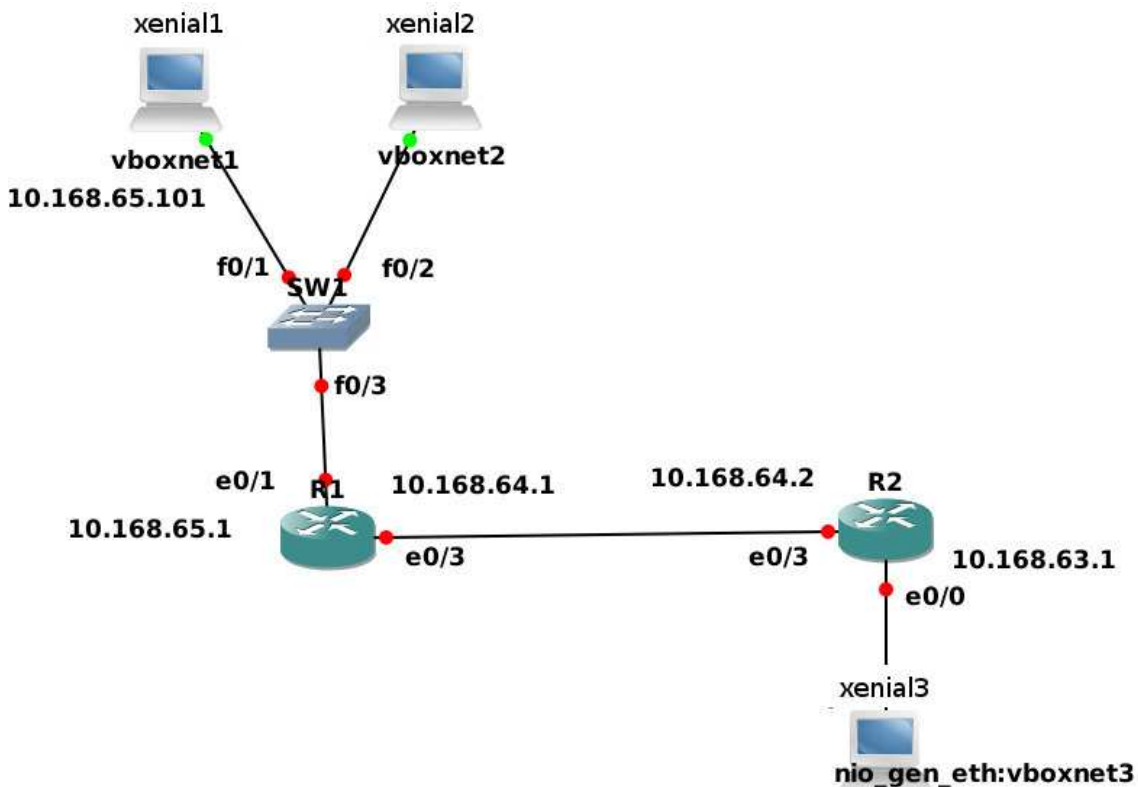 xenial1
xenial2
vboxnet1
vboxnet2
10.168.65.101
f0/1
f0/2
SW1
f0/3
e0/1
R1
10.168.64.1
10.168.64.2
R2
10.168.65.1
e0/3
e0/3
10.168.63.1
e0/0
xenial3
nio_gen_eth:vboxnet3